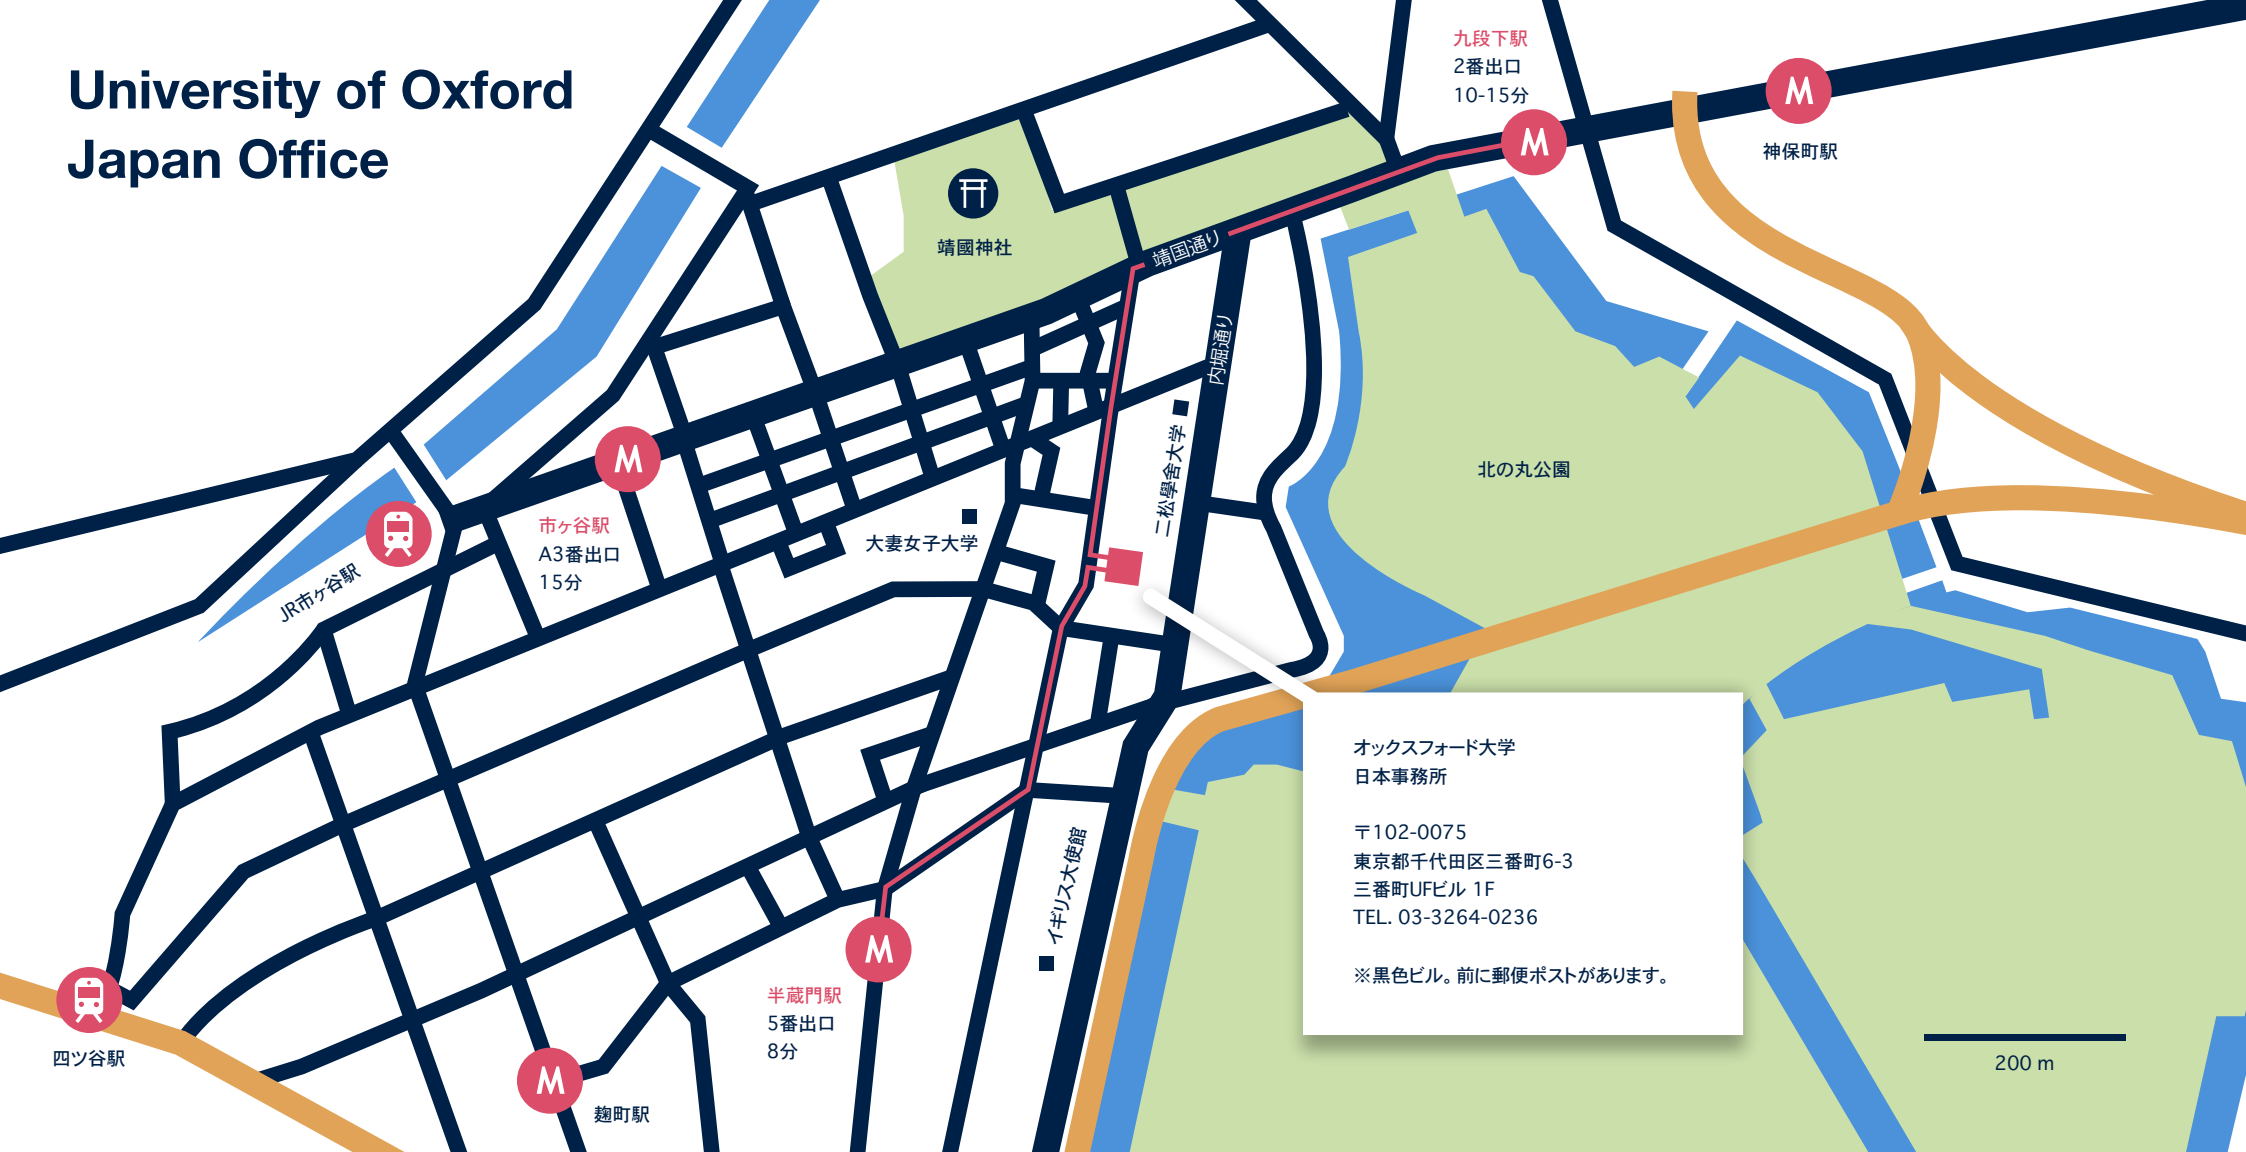 University of Oxford
Japan Office
九段下駅
2番出口
10-15分
神保町駅
靖國神社
靖国通り
内堀通り
北の丸公園
二松學舎大学
市ヶ谷駅
A3番出口
15分
大妻女子大学
JR市ヶ谷駅
オックスフォード大学
日本事務所
〒102-0075
東京都千代田区三番町6-3
三番町UFビル 1F
TEL. 03-3264-0236
※黒色ビル。前に郵便ポストがあります。
イギリス大使館
半蔵門駅
5番出口
8分
四ツ谷駅
麹町駅
200 m